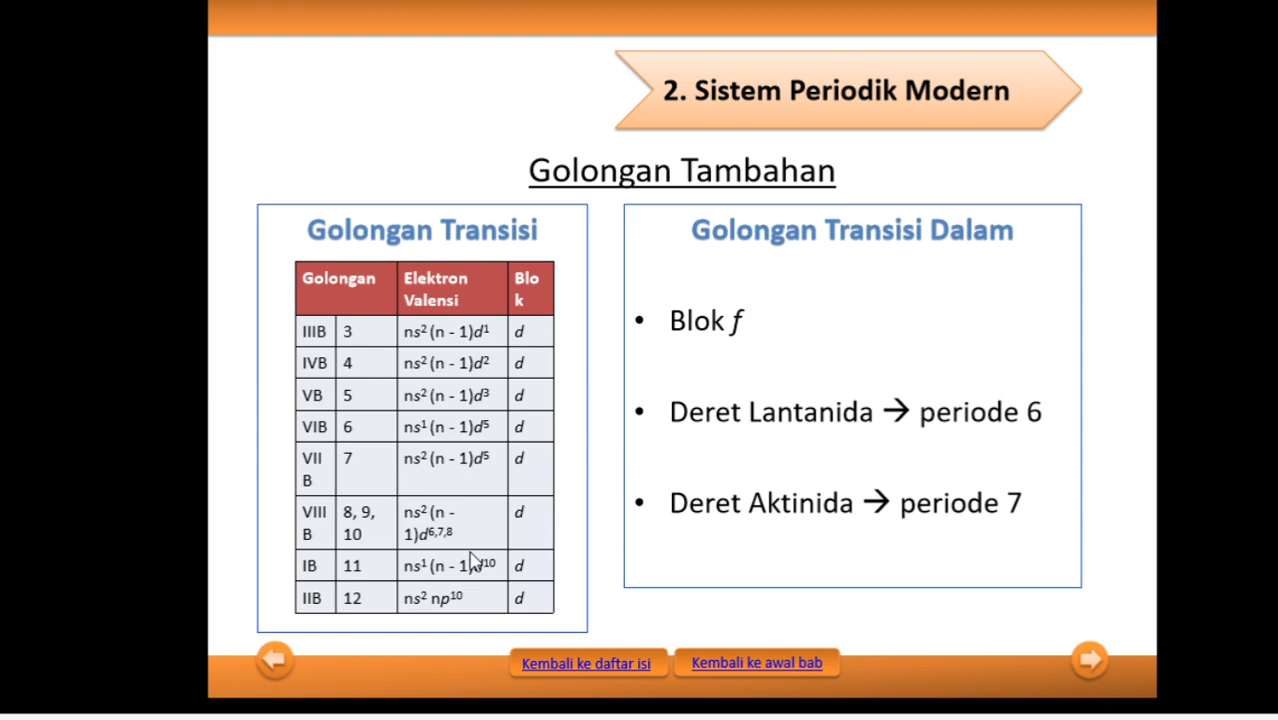 2. Sistem Periodik Modern
Golongan Tambahan
Golongan Transisi
Golongan Elektron Valensi Blo k
IIIB 3 ns² (n - 1)d¹ d
IVB 4 ns² (n - 1)d² d
VB 5 ns² (n - 1)d³ d
VIB 6 ns¹ (n - 1)d⁵ d
VII B 7 ns² (n - 1)d⁵ d
VIII B 8, 9, 10 ns² (n - 1)d⁶,⁷,⁸ d
IB 11 ns¹ (n - 1)d¹⁰ d
IIB 12 ns² np¹⁰ d
Golongan Transisi Dalam
• Blok f
• Deret Lantanida → periode 6
• Deret Aktinida → periode 7
Kembali ke daftar isi
Kembali ke awal bab